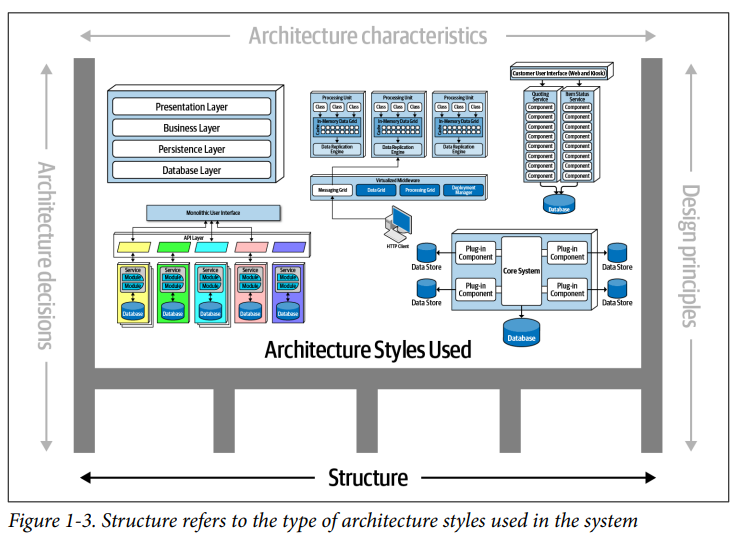 Architecture characteristics
Architecture decisions
Design principles
Presentation Layer
Business Layer
Persistence Layer
Database Layer
Processing Unit
Class
Class
Class
In-Memory Data Grid
Cache
Data Replication
Engine
Processing Unit
Class
Class
Class
In-Memory Data Grid
Cache
Data Replication
Engine
Processing Unit
Class
Class
Class
In-Memory Data Grid
Cache
Data Replication
Engine
Virtualized Middleware
Messaging Grid
Data Grid
Processing Grid
Deployment
Manager
HTTP Client
Customer User Interface (Web and Kiosk)
Quoting
Service
Component
Component
Component
Component
Component
Component
Component
Component
Item Status
Service
Component
Component
Component
Component
Component
Component
Component
Component
Database
Monolithic User Interface
API Layer
Service
Module
Module
Database
Service
Module
Module
Database
Service
Module
Module
Database
Service
Module
Module
Database
Service
Module
Module
Database
Data Store
Plug-in
Component
Core System
Plug-in
Component
Data Store
Data Store
Plug-in
Component
Plug-in
Component
Data Store
Database
Architecture Styles Used
Structure
Figure 1-3. Structure refers to the type of architecture styles used in the system